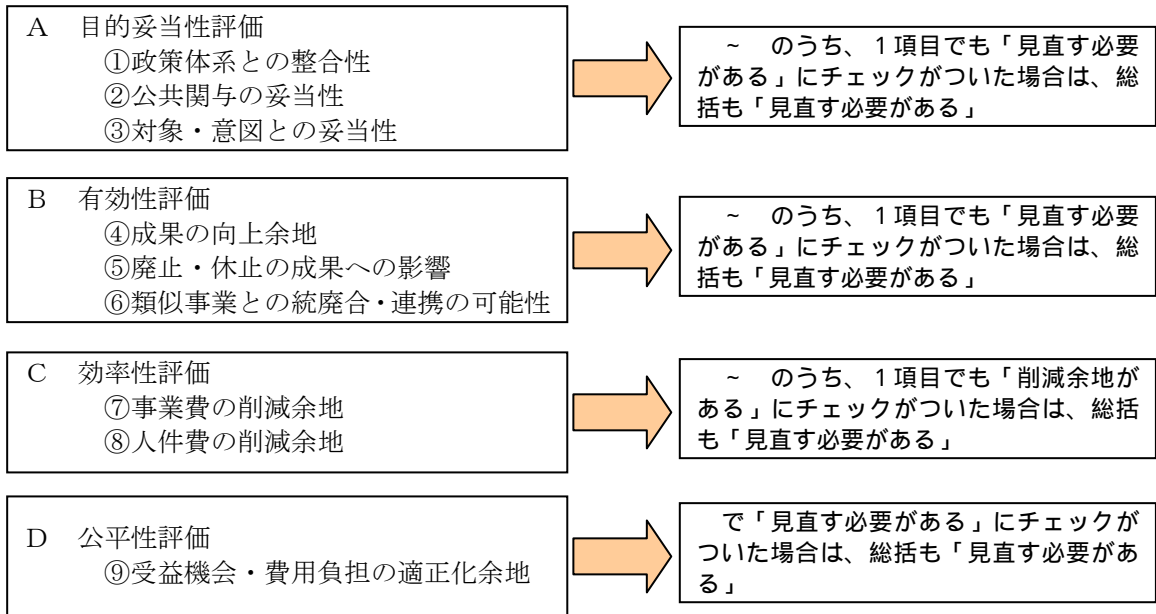 A 目的妥当性評価
①政策体系との整合性
②公共関与の妥当性
③対象・意図との妥当性
~ のうち、1項目でも「見直す必要
がある」にチェックがついた場合は、総
括も「見直す必要がある」
B 有効性評価
④成果の向上余地
⑤廃止・休止の成果への影響
⑥類似事業との統廃合・連携の可能性
~ のうち、1項目でも「見直す必要
がある」にチェックがついた場合は、総
括も「見直す必要がある」
C 効率性評価
⑦事業費の削減余地
⑧人件費の削減余地
~ のうち、1項目でも「削減余地が
ある」にチェックがついた場合は、総括
も「見直す必要がある」
D 公平性評価
⑨受益機会・費用負担の適正化余地
で「見直す必要がある」にチェックが
ついた場合は、総括も「見直す必要があ
る」